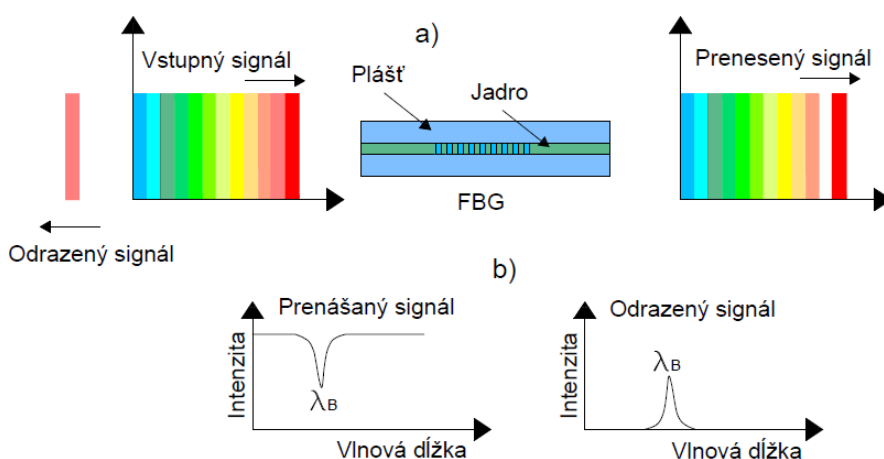 a)
Vstupný signál
Prenesený signál
Plášť
Jadro
FBG
Odrazený signál
b)
Prenášaný signál
Odrazený signál
Intenzita
λB
Vlnová dĺžka
Intenzita
λB
Vlnová dĺžka